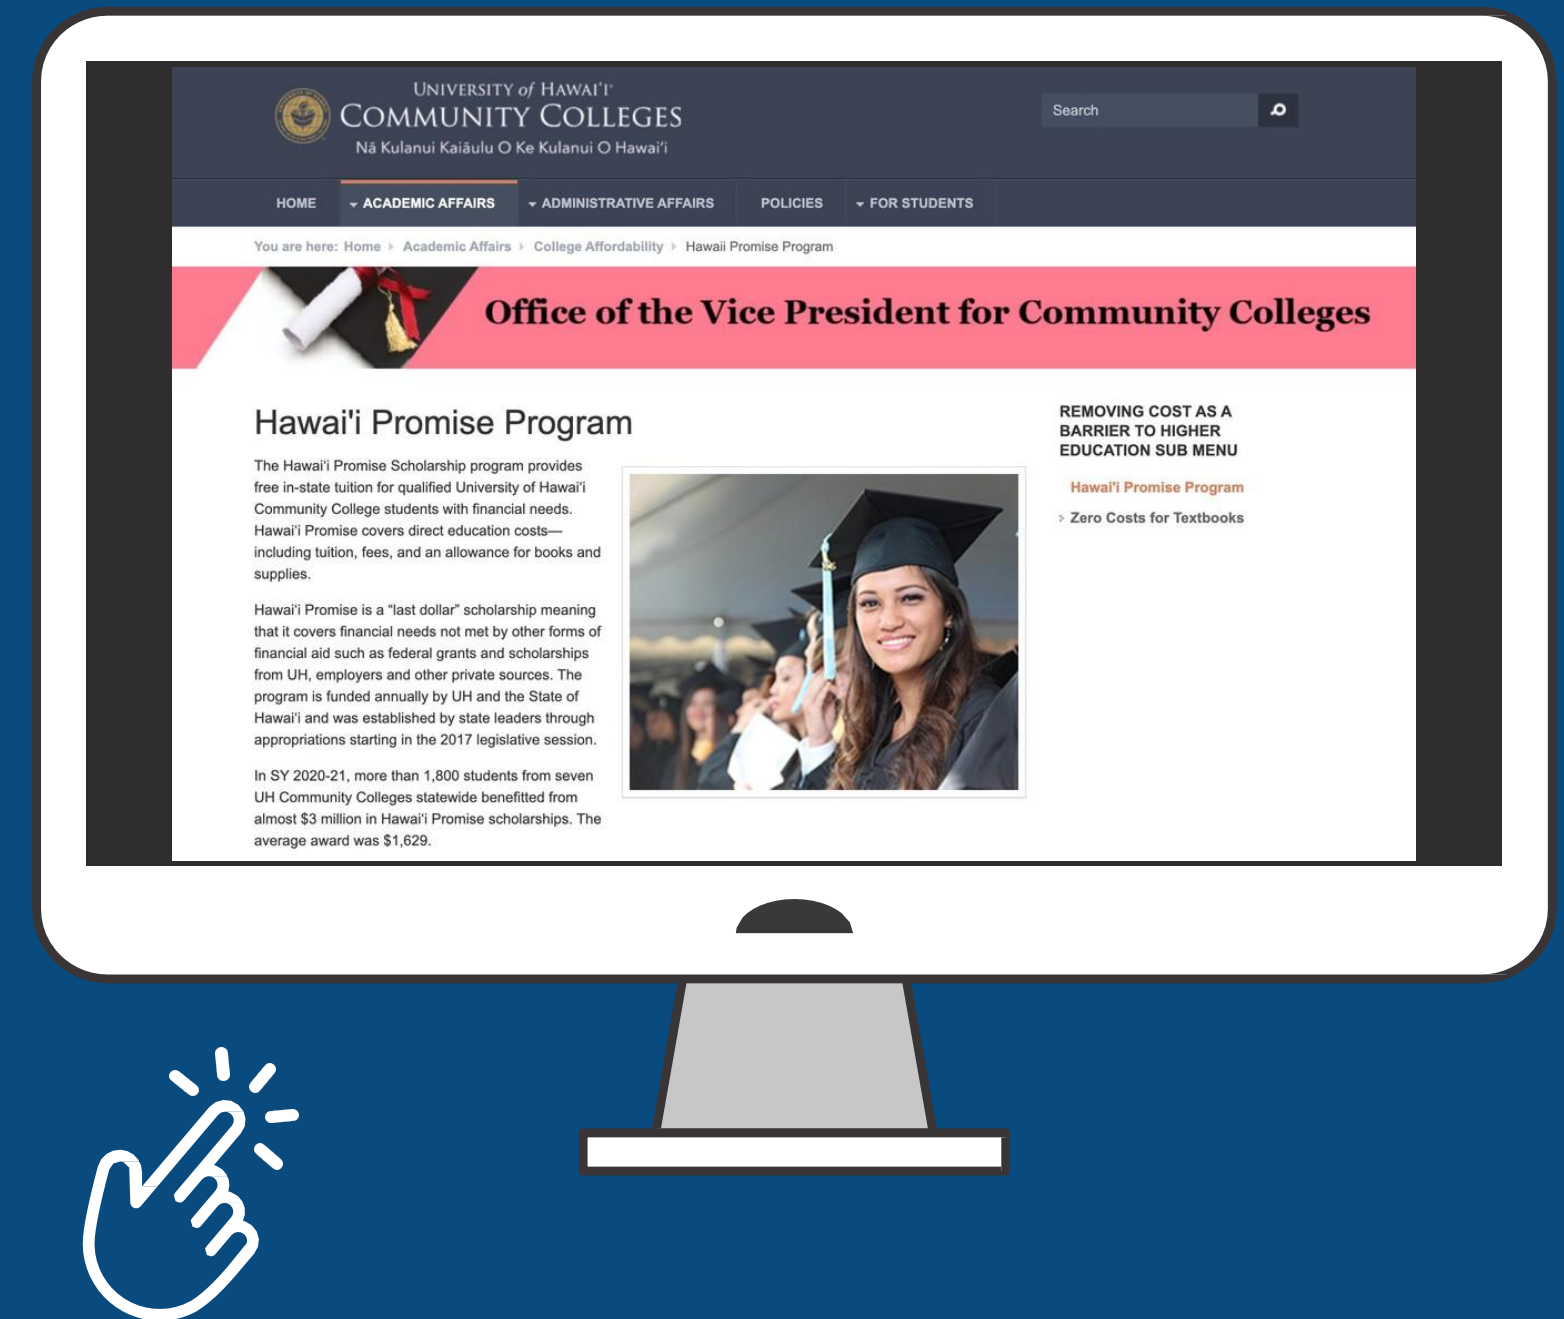 UNIVERSITY of HAWAI‘I®
COMMUNITY COLLEGES
Nā Kulanui Kaiāulu O Ke Kulanui O Hawai‘i
Search
HOME
ACADEMIC AFFAIRS
ADMINISTRATIVE AFFAIRS
POLICIES
FOR STUDENTS
You are here: Home Academic Affairs College Affordability Hawaii Promise Program
Office of the Vice President for Community Colleges
Hawai'i Promise Program
The Hawai‘i Promise Scholarship program provides
free in-state tuition for qualified University of Hawai‘i
Community College students with financial needs.
Hawai‘i Promise covers direct education costs—
including tuition, fees, and an allowance for books and
supplies.
Hawai‘i Promise is a “last dollar” scholarship meaning
that it covers financial needs not met by other forms of
financial aid such as federal grants and scholarships
from UH, employers and other private sources. The
program is funded annually by UH and the State of
Hawai‘i and was established by state leaders through
appropriations starting in the 2017 legislative session.
In SY 2020-21, more than 1,800 students from seven
UH Community Colleges statewide benefitted from
almost $3 million in Hawai‘i Promise scholarships. The
average award was $1,629.
REMOVING COST AS A
BARRIER TO HIGHER
EDUCATION SUB MENU
Hawai'i Promise Program
Zero Costs for Textbooks